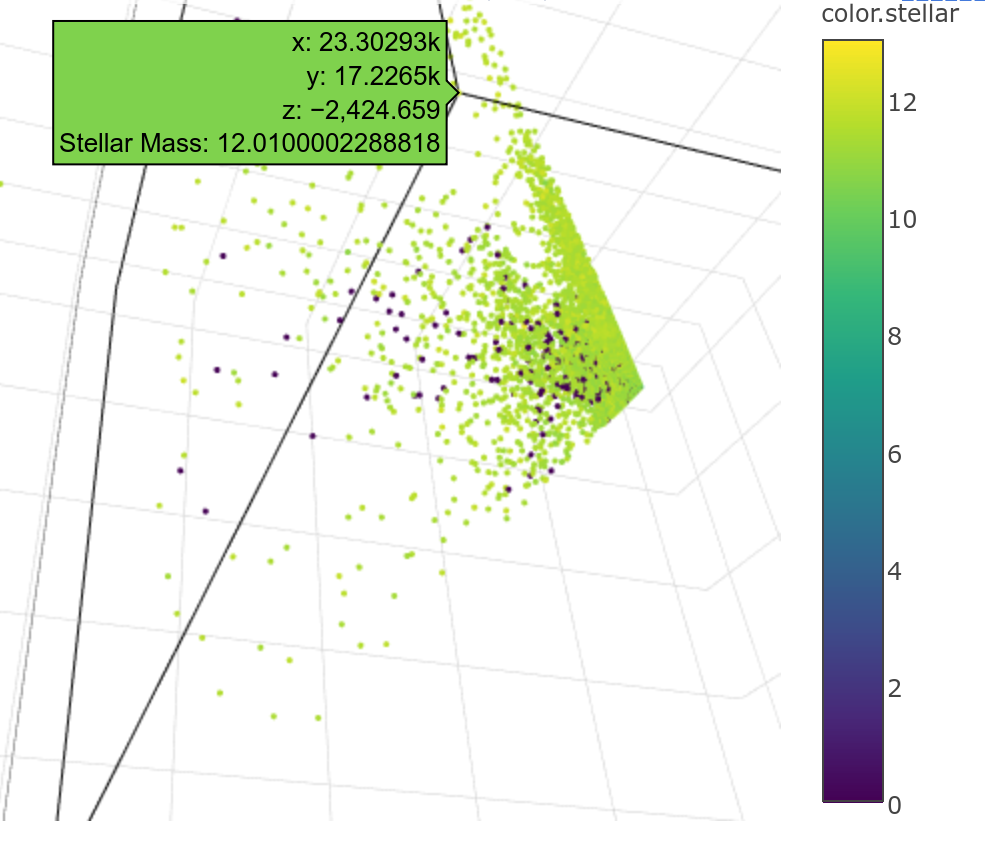 color.stellar
x: 23.30293k
y: 17.2265k
z: −2,424.659
Stellar Mass: 12.0100002288818
12
10
8
6
4
2
0